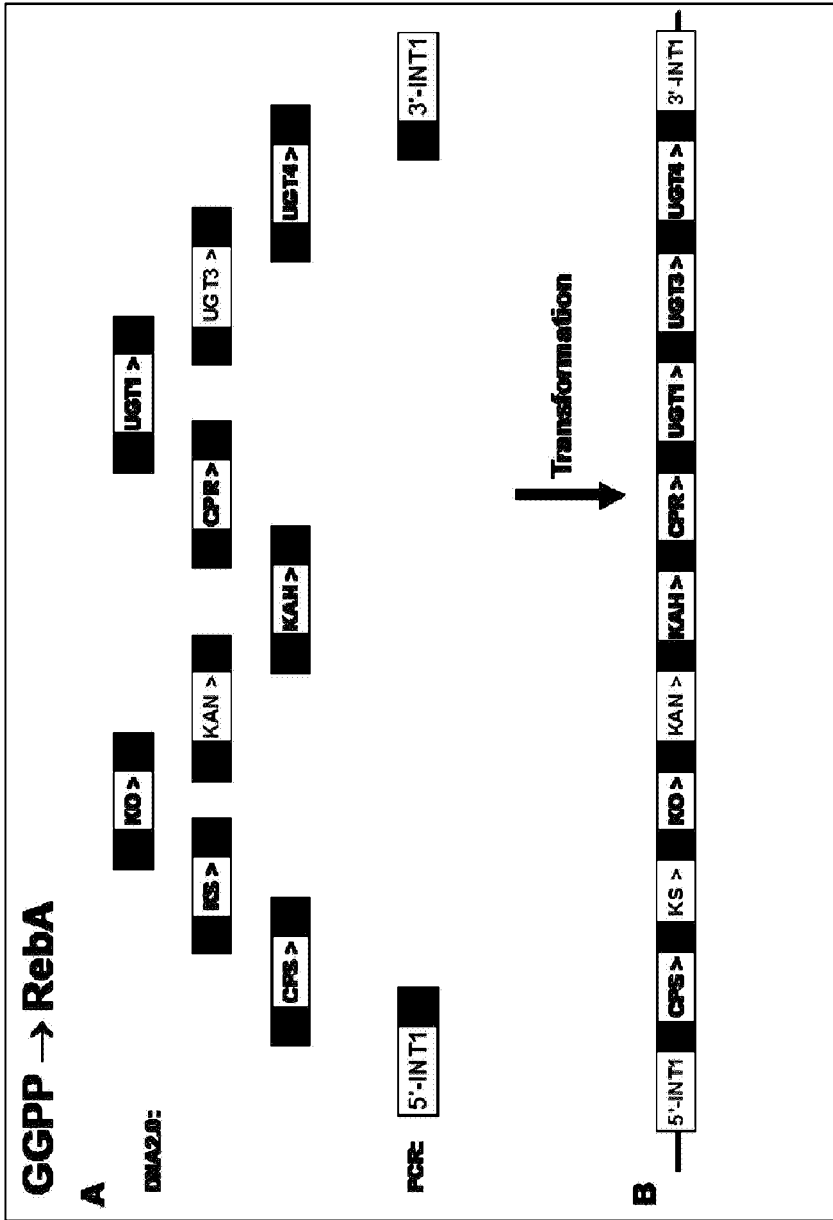 GGPP → RebA
A
DNA2.0::
KO>
UGT1>
KS>
KAN >
CPR>
UGT3 >
CPS>
KAH>
UGT4>
PCR::
5'-INT1
3'-INT1
Transformation
B
5'-INT1 CPS> KS > KO> KAN > KAH> CPR> UGT1> UGT3> UGT4> 3'-INT1